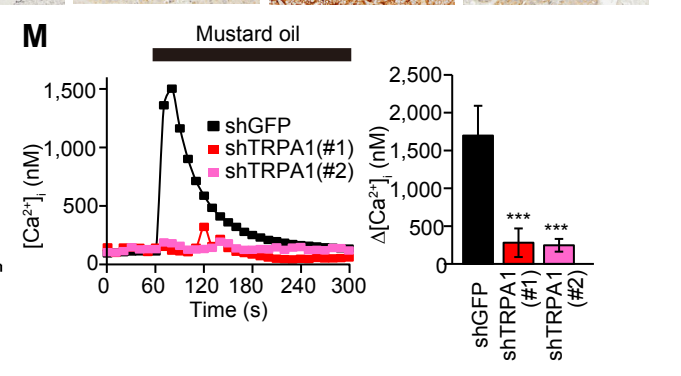 M
Mustard oil
[Ca²⁺]ᵢ (nM)
1,500
1,000
500
0
shGFP
shTRPA1(#1)
shTRPA1(#2)
0 60 120 180 240 300
Time (s)
Δ[Ca²⁺]ᵢ (nM)
2,500
2,000
1,500
1,000
500
0
*** ***
shGFP
shTRPA1
(#1)
shTRPA1
(#2)